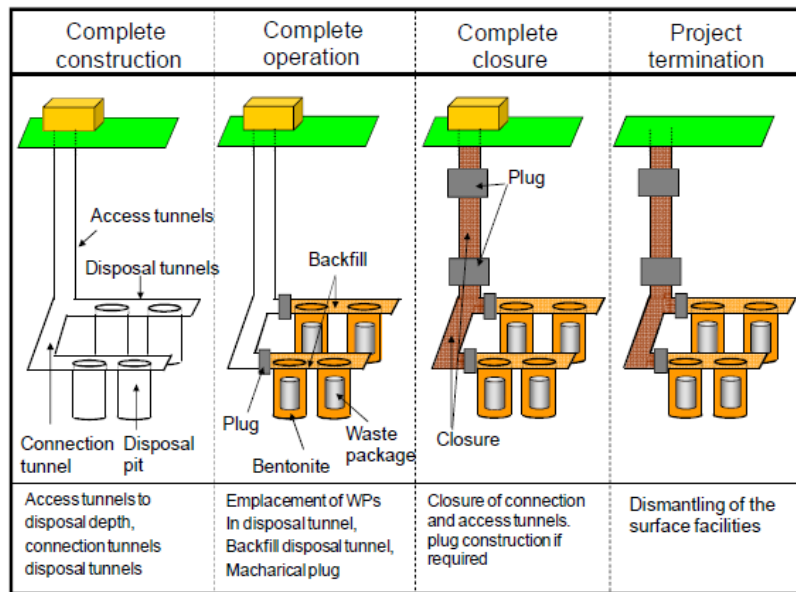 Complete
construction
Complete
operation
Complete
closure
Project
termination
Access tunnels
Disposal tunnels
Connection
tunnel
Disposal
pit
Backfill
Plug
Bentonite
Waste
package
Plug
Closure
Access tunnels to
disposal depth,
connection tunnels
disposal tunnels
Emplacement of WPs
In disposal tunnel,
Backfill disposal tunnel,
Macharical plug
Closure of connection
and access tunnels.
plug construction if
required
Dismantling of the
surface facilities